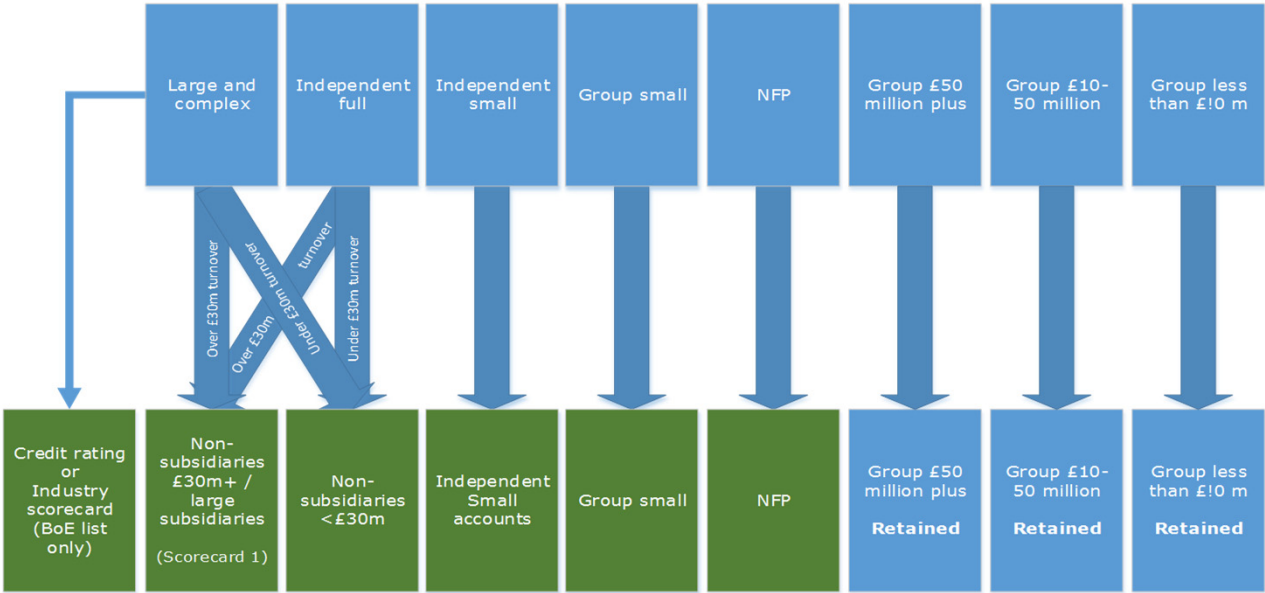 Large and
complex
Independent
full
Independent
small
Group small
NFP
Group £50
million plus
Group £10-
50 million
Group less
than £!0 m
Over £30m turnover
Under £30m turnover
Over £30m
turnover
Under £30m turnover
Credit rating
or
Industry
scorecard
(BoE list
only)
Non-
subsidiaries
£30m+ /
large
subsidiaries
(Scorecard 1)
Non-
subsidiaries
<£30m
Independent
Small
accounts
Group small
NFP
Group £50
million plus
Retained
Group £10-
50 million
Retained
Group less
than £!0 m
Retained